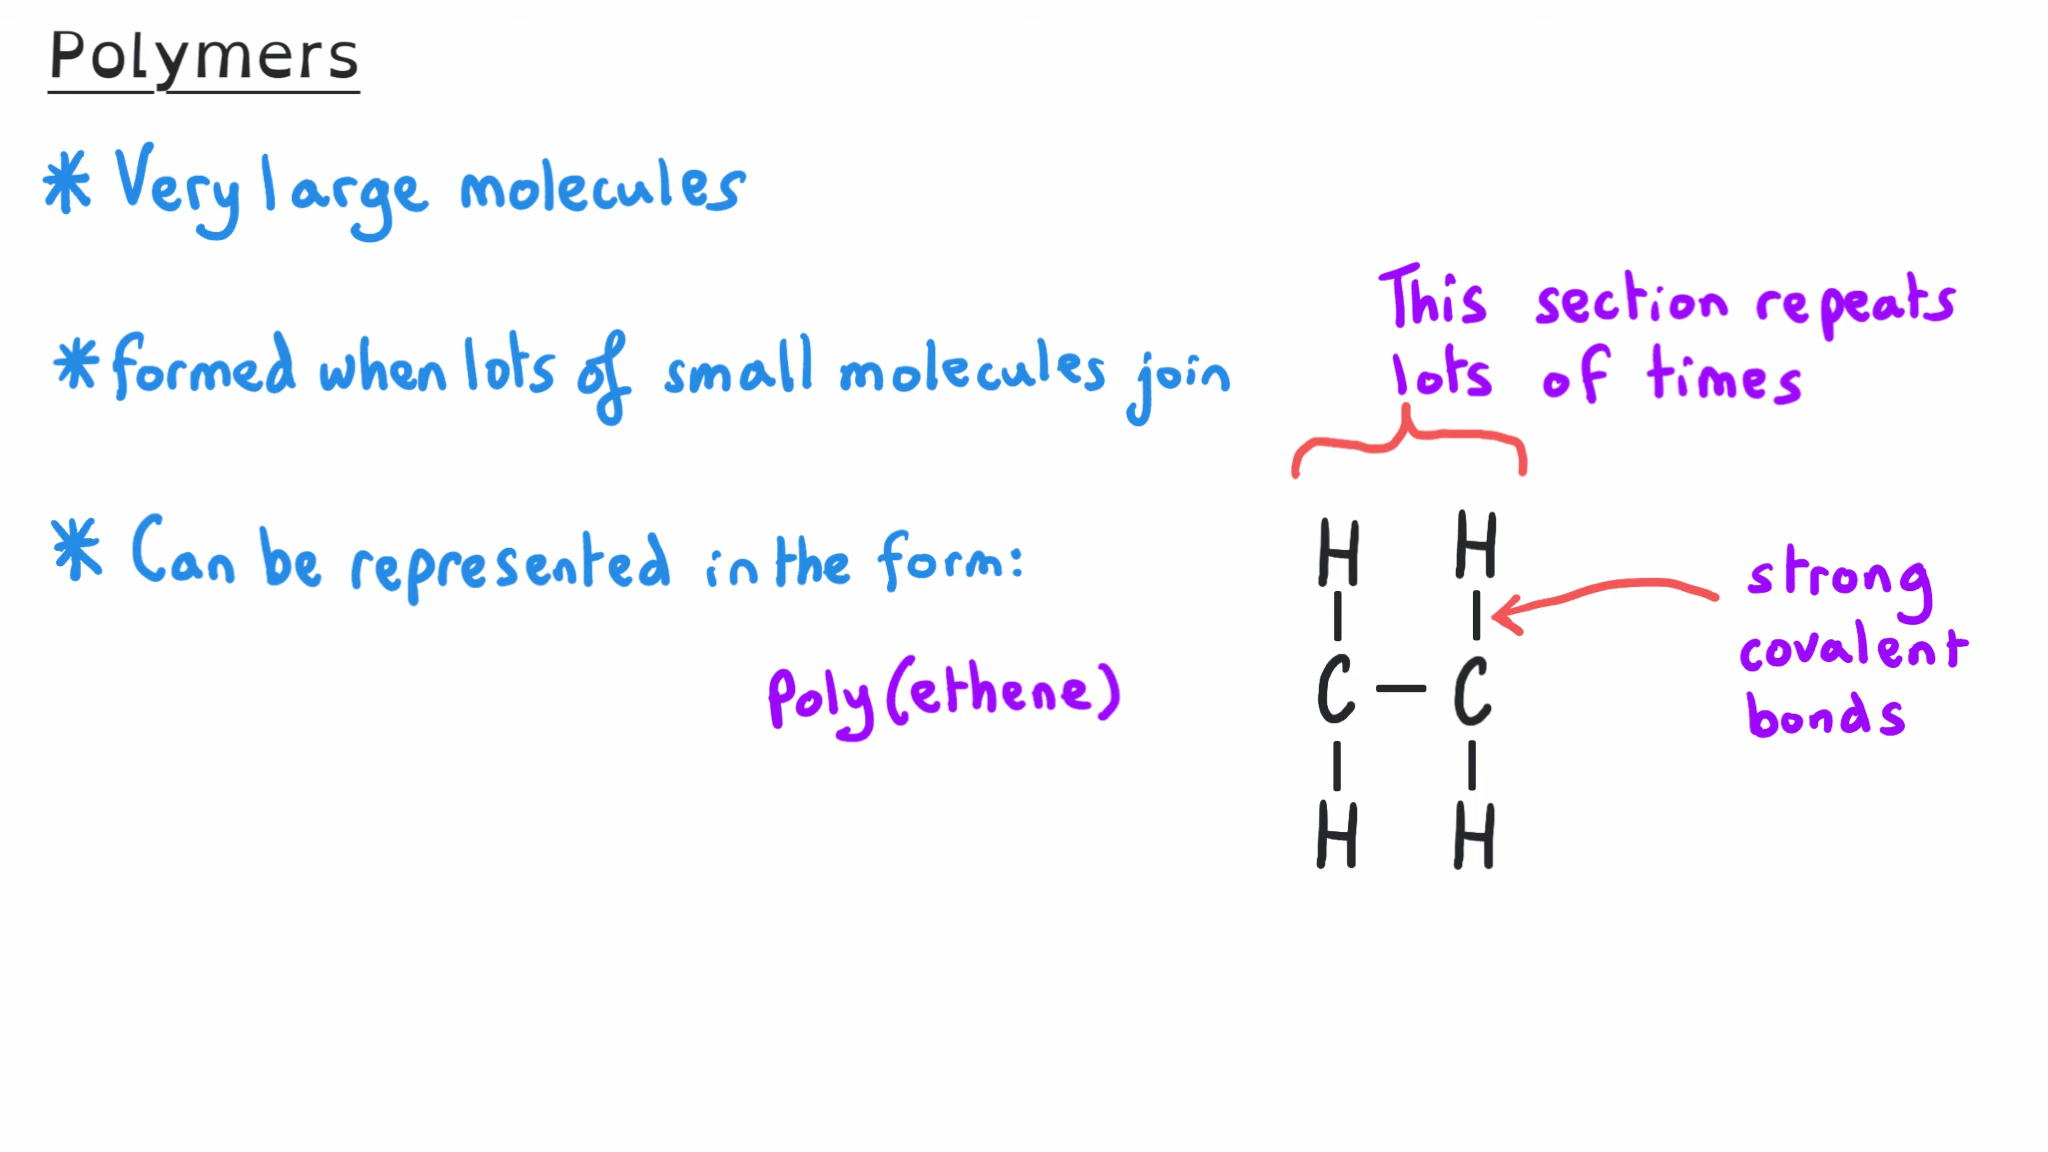 Polymers
* Very large molecules
* formed when lots of small molecules join
This section repeats
lots of times
* Can be represented in the form:
Poly(ethene)
H H
C - C
H H
strong
covalent
bonds